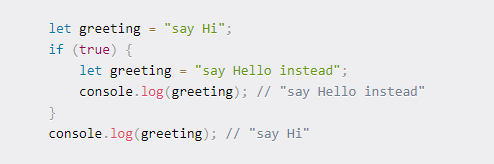 let greeting = "say Hi";
if (true) {
    let greeting = "say Hello instead";
    console.log(greeting); // "say Hello instead"
}
console.log(greeting); // "say Hi"